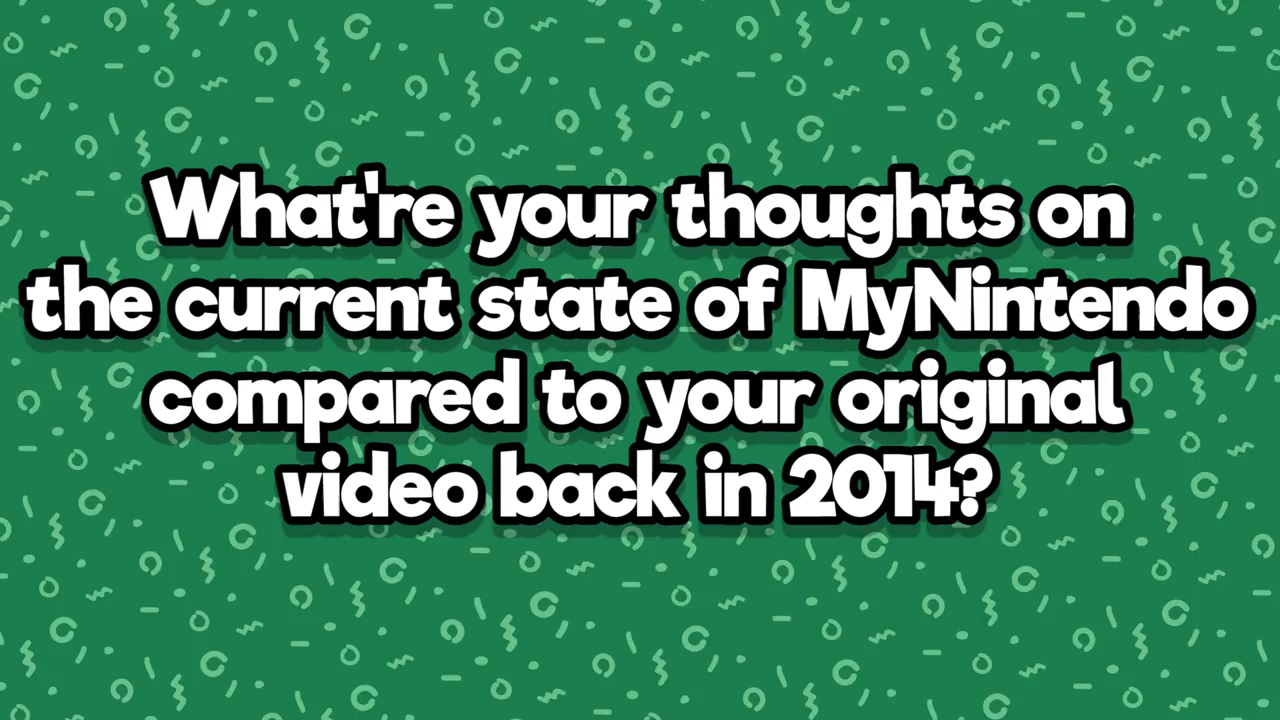 What're your thoughts on
the current state of MyNintendo
compared to your original
video back in 2014?